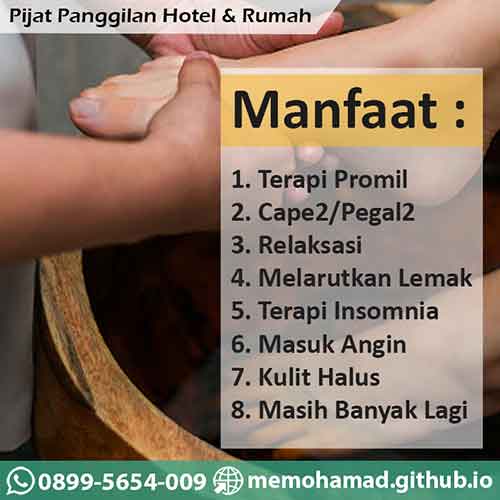 Pijat Panggilan Hotel & Rumah
Manfaat :
1. Terapi Promil
2. Cape2/Pegal2
3. Relaksasi
4. Melarutkan Lemak
5. Terapi Insomnia
6. Masuk Angin
7. Kulit Halus
8. Masih Banyak Lagi
0899-5654-009 memohamad.github.io